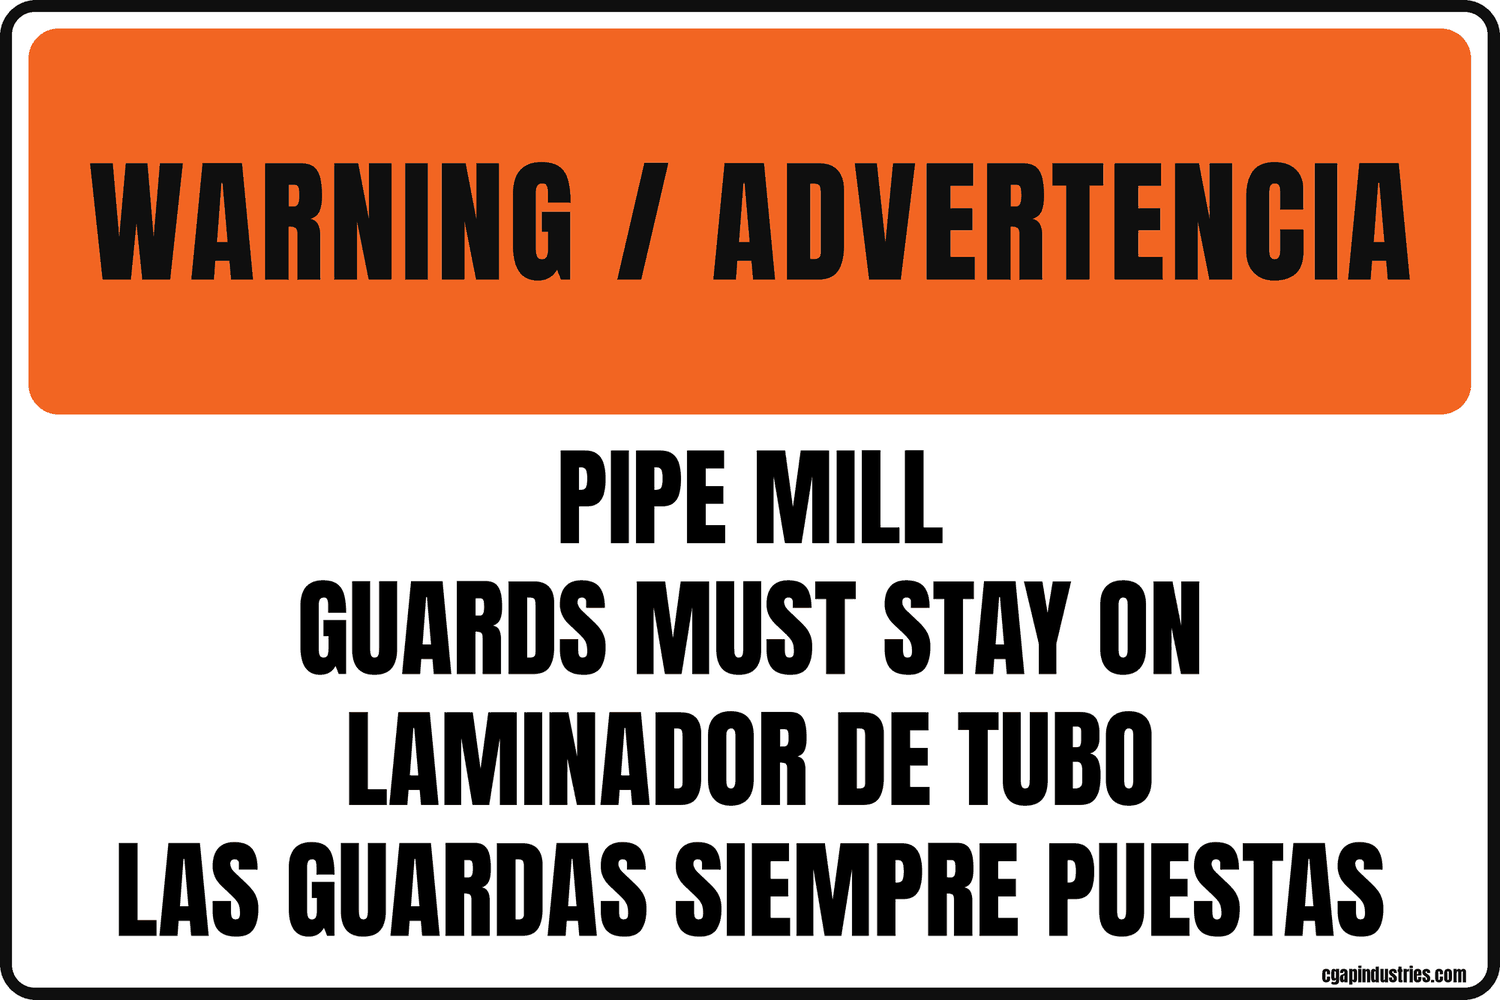 WARNING / ADVERTENCIA
PIPE MILL
GUARDS MUST STAY ON
LAMINADOR DE TUBO
LAS GUARDAS SIEMPRE PUESTAS
cgapindustries.com